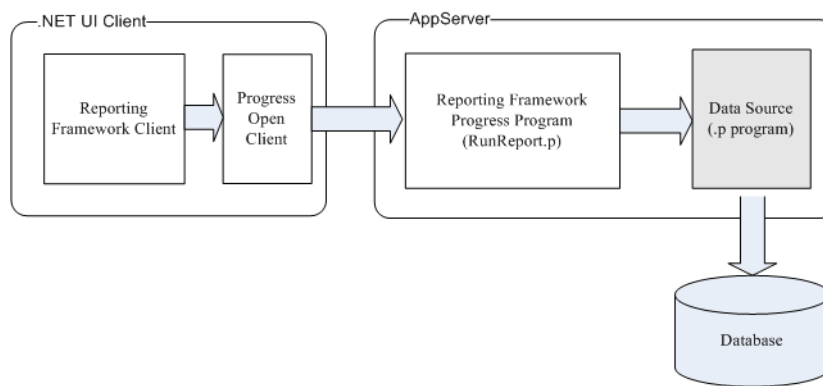 .NET UI Client
AppServer
Reporting
Framework Client
Progress
Open
Client
Reporting Framework
Progress Program
(RunReport.p)
Data Source
(.p program)
Database